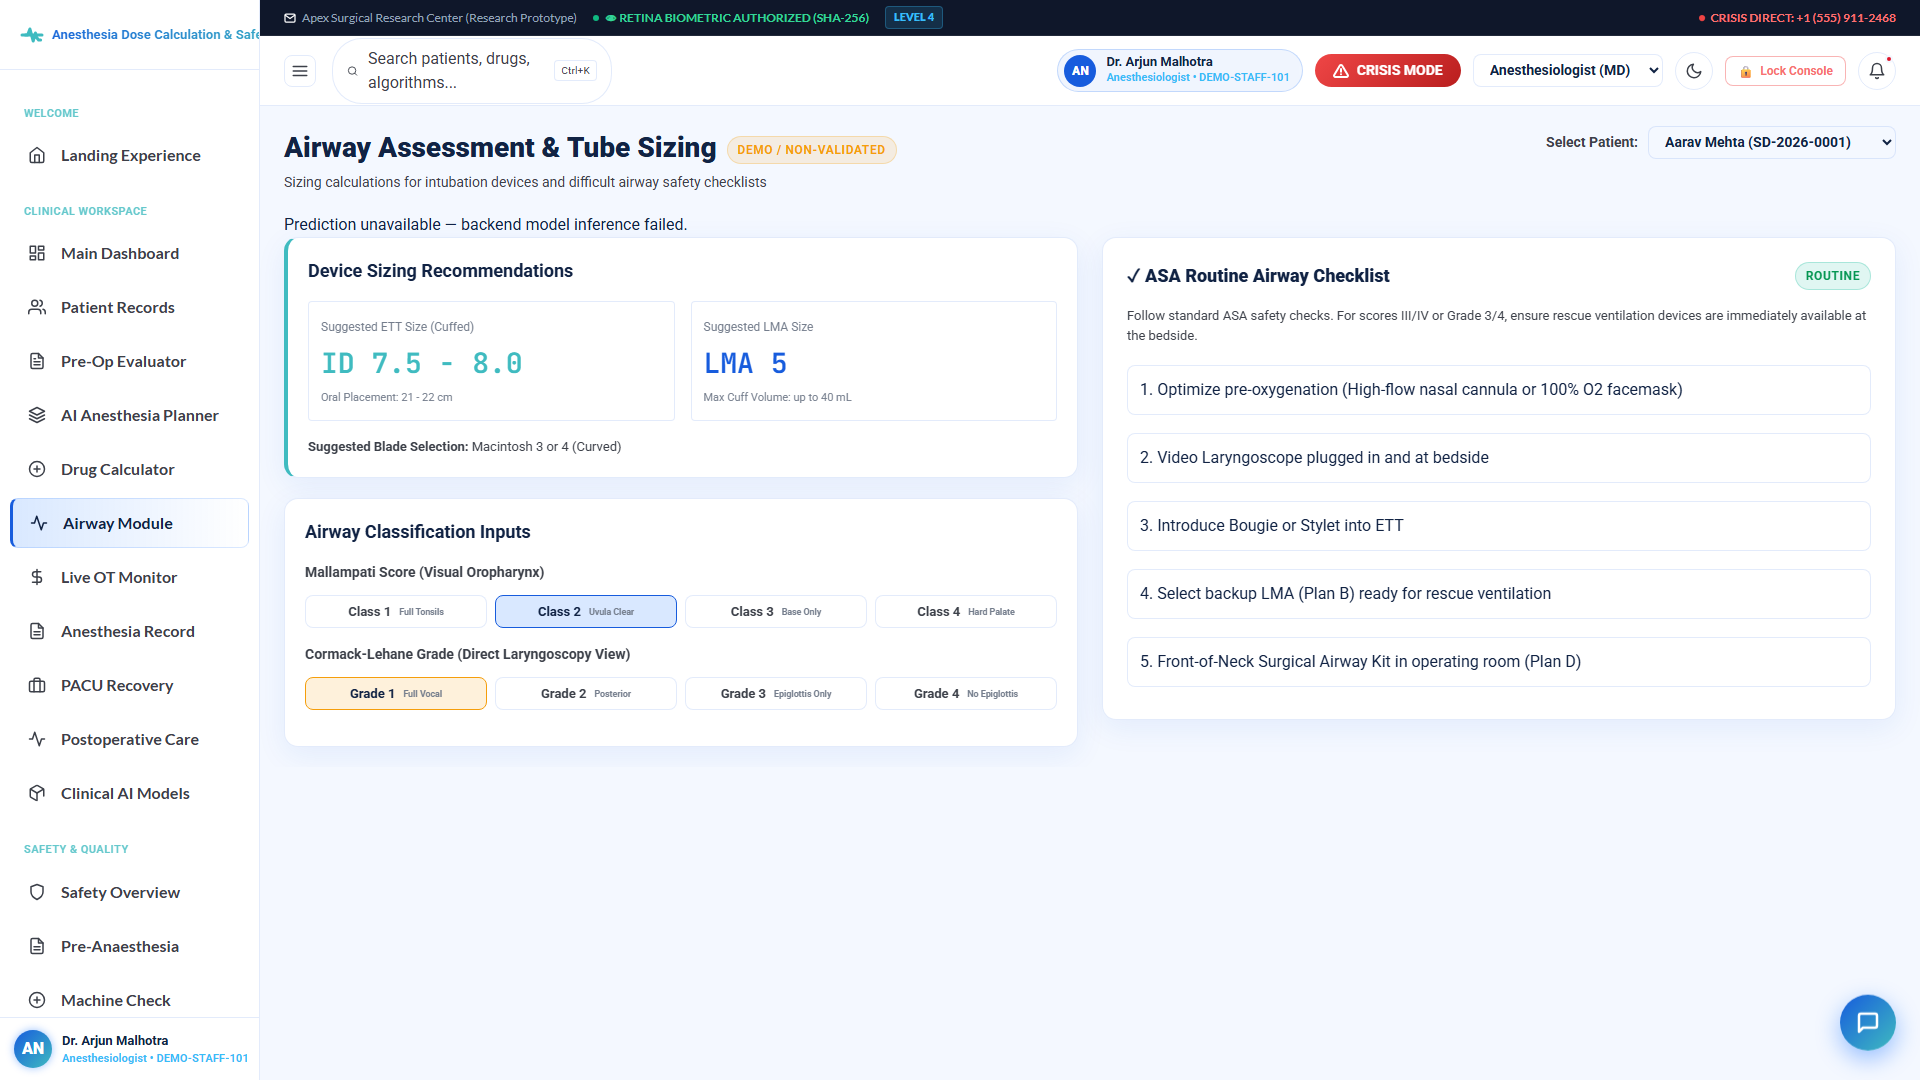 Anesthesia Dose Calculation & Safe
WELCOME
Landing Experience
CLINICAL WORKSPACE
Main Dashboard
Patient Records
Pre-Op Evaluator
AI Anesthesia Planner
Drug Calculator
Airway Module
Live OT Monitor
Anesthesia Record
PACU Recovery
Postoperative Care
Clinical AI Models
SAFETY & QUALITY
Safety Overview
Pre-Anaesthesia
Machine Check
AN
Dr. Arjun Malhotra
Anesthesiologist • DEMO-STAFF-101
Apex Surgical Research Center (Research Prototype)
RETINA BIOMETRIC AUTHORIZED (SHA-256)
LEVEL 4
CRISIS DIRECT: +1 (555) 911-2468
Search patients, drugs,
algorithms...
Ctrl+K
AN
Dr. Arjun Malhotra
Anesthesiologist • DEMO-STAFF-101
CRISIS MODE
Anesthesiologist (MD)
Lock Console
Airway Assessment & Tube Sizing
DEMO / NON-VALIDATED
Sizing calculations for intubation devices and difficult airway safety checklists
Select Patient:
Aarav Mehta (SD-2026-0001)
Prediction unavailable — backend model inference failed.
Device Sizing Recommendations
Suggested ETT Size (Cuffed)
ID 7.5 - 8.0
Oral Placement: 21 - 22 cm
Suggested LMA Size
LMA 5
Max Cuff Volume: up to 40 mL
Suggested Blade Selection: Macintosh 3 or 4 (Curved)
Airway Classification Inputs
Mallampati Score (Visual Oropharynx)
Class 1 Full Tonsils
Class 2 Uvula Clear
Class 3 Base Only
Class 4 Hard Palate
Cormack-Lehane Grade (Direct Laryngoscopy View)
Grade 1 Full Vocal
Grade 2 Posterior
Grade 3 Epiglottis Only
Grade 4 No Epiglottis
✓ ASA Routine Airway Checklist
ROUTINE
Follow standard ASA safety checks. For scores III/IV or Grade 3/4, ensure rescue ventilation devices are immediately available at
the bedside.
1. Optimize pre-oxygenation (High-flow nasal cannula or 100% O2 facemask)
2. Video Laryngoscope plugged in and at bedside
3. Introduce Bougie or Stylet into ETT
4. Select backup LMA (Plan B) ready for rescue ventilation
5. Front-of-Neck Surgical Airway Kit in operating room (Plan D)